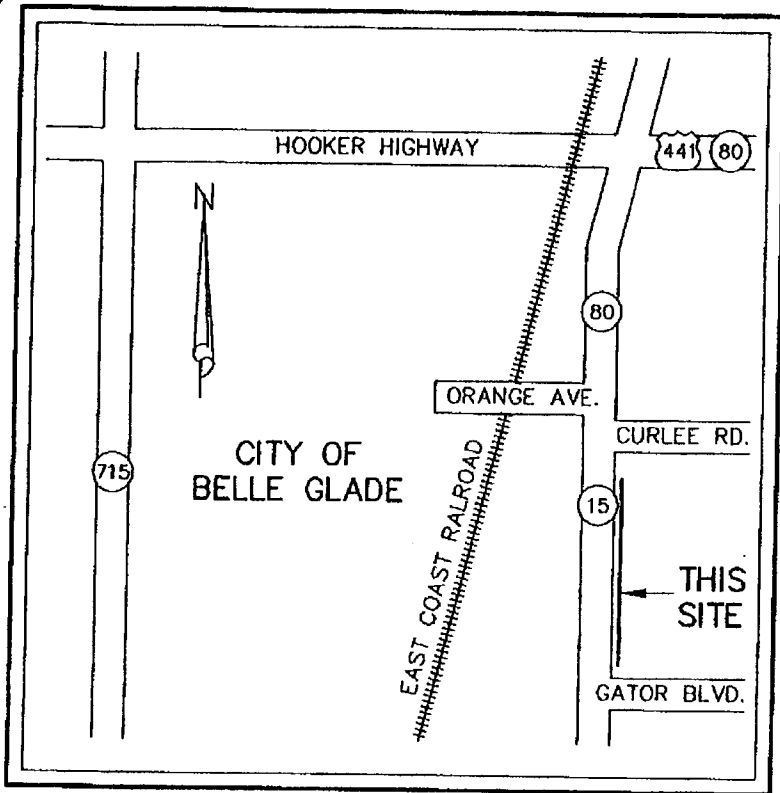 HOOKER HIGHWAY
441 80
N
80
ORANGE AVE.
CURLEE RD.
CITY OF
BELLE GLADE
715
15
EAST COAST RALROAD
THIS
SITE
GATOR BLVD.